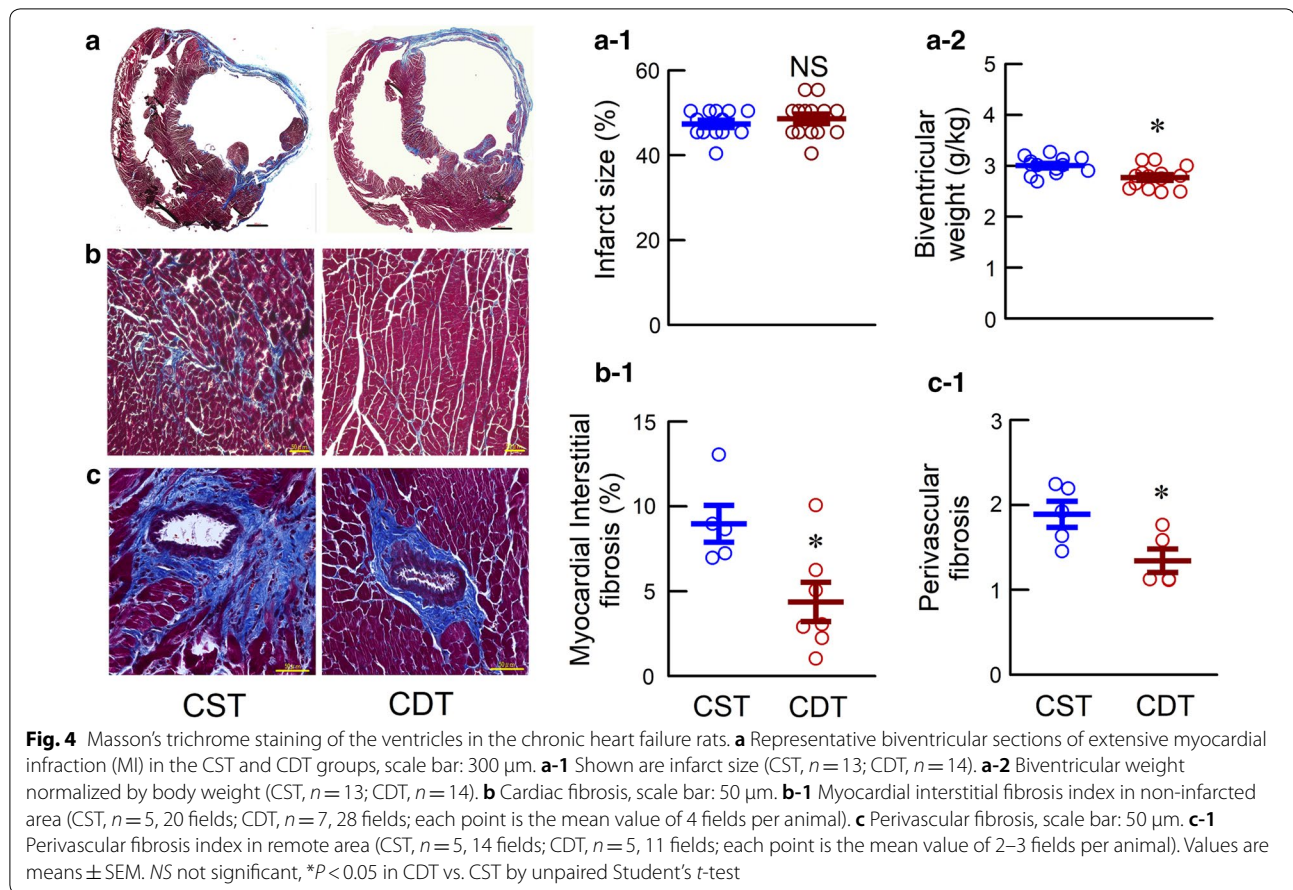 a
a-1
a-2
NS
Infarct size (%)
60
40
20
0
Biventricular
weight (g/kg)
5
4
3
2
1
0
*
b
b-1
c-1
Myocardial Interstitial
fibrosis (%)
15
10
5
0
*
CST
CDT
Perivascular
fibrosis
3
2
1
0
*
CST
CDT
c
50 μm
50 μm
CST
CDT
Fig. 4 Masson's trichrome staining of the ventricles in the chronic heart failure rats. a Representative biventricular sections of extensive myocardial
infraction (MI) in the CST and CDT groups, scale bar: 300 μm. a-1 Shown are infarct size (CST, n = 13; CDT, n = 14). a-2 Biventricular weight
normalized by body weight (CST, n = 13; CDT, n = 14). b Cardiac fibrosis, scale bar: 50 μm. b-1 Myocardial interstitial fibrosis index in non-infarcted
area (CST, n = 5, 20 fields; CDT, n = 7, 28 fields; each point is the mean value of 4 fields per animal). c Perivascular fibrosis, scale bar: 50 μm. c-1
Perivascular fibrosis index in remote area (CST, n = 5, 14 fields; CDT, n = 5, 11 fields; each point is the mean value of 2–3 fields per animal). Values are
means ± SEM. NS not significant, *P < 0.05 in CDT vs. CST by unpaired Student's t-test